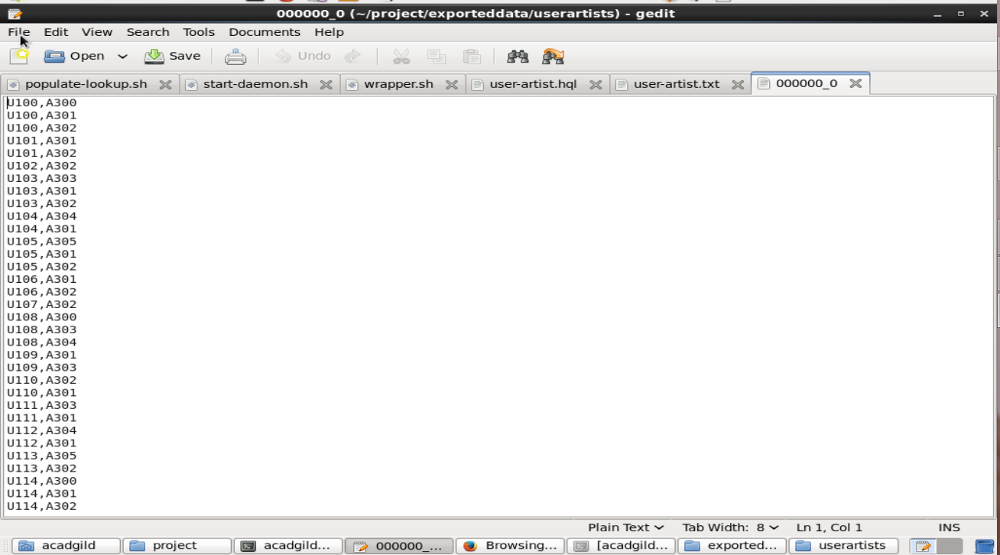 000000_0 (~/project/exporteddata/userartists) - gedit
File Edit View Search Tools Documents Help
Open Save Undo
populate-lookup.sh start-daemon.sh wrapper.sh user-artist.hql user-artist.txt 000000_0
U100,A300
U100,A301
U100,A302
U101,A301
U101,A302
U102,A302
U103,A303
U103,A301
U103,A302
U104,A304
U104,A301
U105,A305
U105,A301
U105,A302
U106,A301
U106,A302
U107,A302
U108,A300
U108,A303
U108,A304
U109,A301
U109,A303
U110,A302
U110,A301
U111,A303
U111,A301
U112,A304
U112,A301
U113,A305
U113,A302
U114,A300
U114,A301
U114,A302
Plain Text Tab Width: 8 Ln 1, Col 1 INS
acadgild project acadgild... 000000_... Browsing... [acadgild... exported... userartists